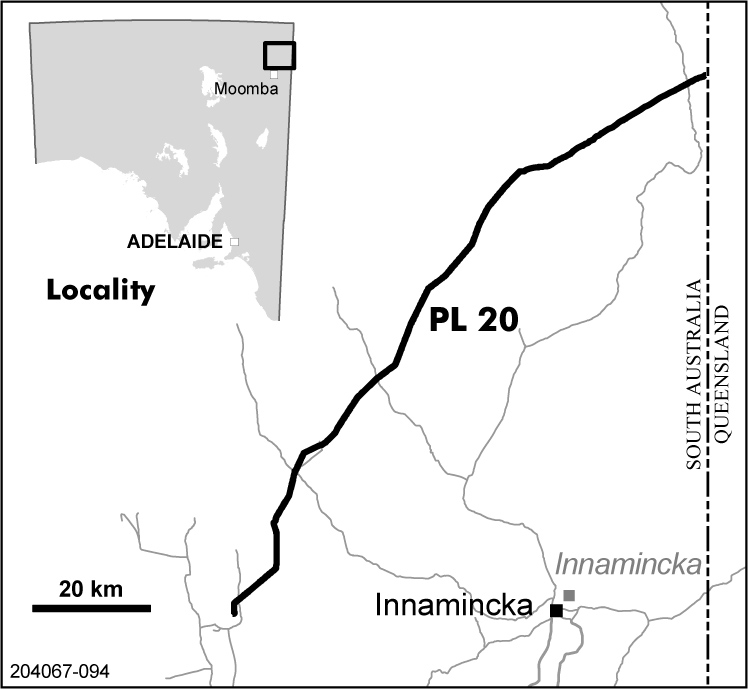 Moomba
ADELAIDE
Locality
PL 20
SOUTH AUSTRALIA
QUEENSLAND
Innamincka
Innamincka
20 km
204067-094